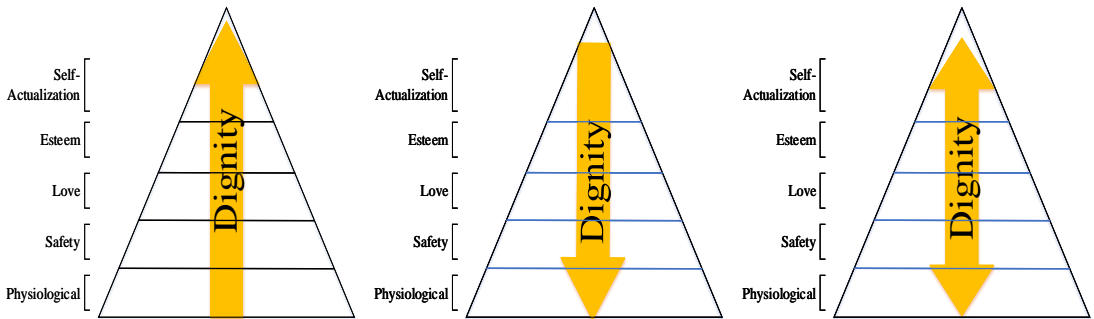 Self-
Actualization
Esteem
Love
Safety
Physiological
Dignity
Self-
Actualization
Esteem
Love
Safety
Physiological
Dignity
Self-
Actualization
Esteem
Love
Safety
Physiological
Dignity